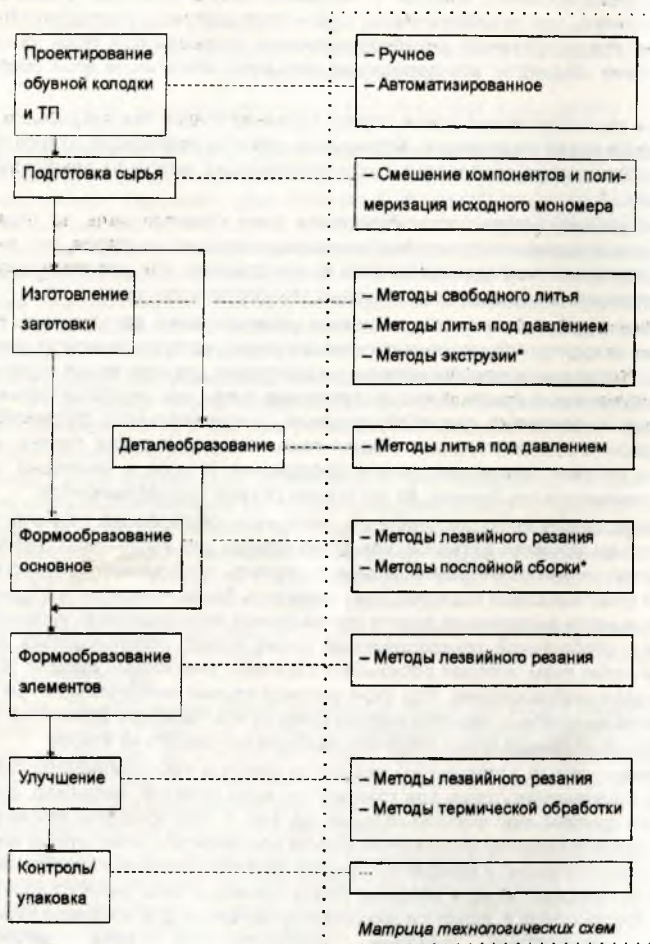 Проектирование
обувной колодки
и ТП
– Ручное
– Автоматизированное
Подготовка сырья
– Смешение компонентов и поли-
меризация исходного мономера
Изготовление
заготовки
– Методы свободного литья
– Методы литья под давлением
– Методы экструзии*
Деталеобразование
– Методы литья под давлением
Формообразование
основное
– Методы лезвийного резания
– Методы послойной сборки*
Формообразование
элементов
– Методы лезвийного резания
Улучшение
– Методы лезвийного резания
– Методы термической обработки
Контроль/
упаковка
...
Матрица технологических схем